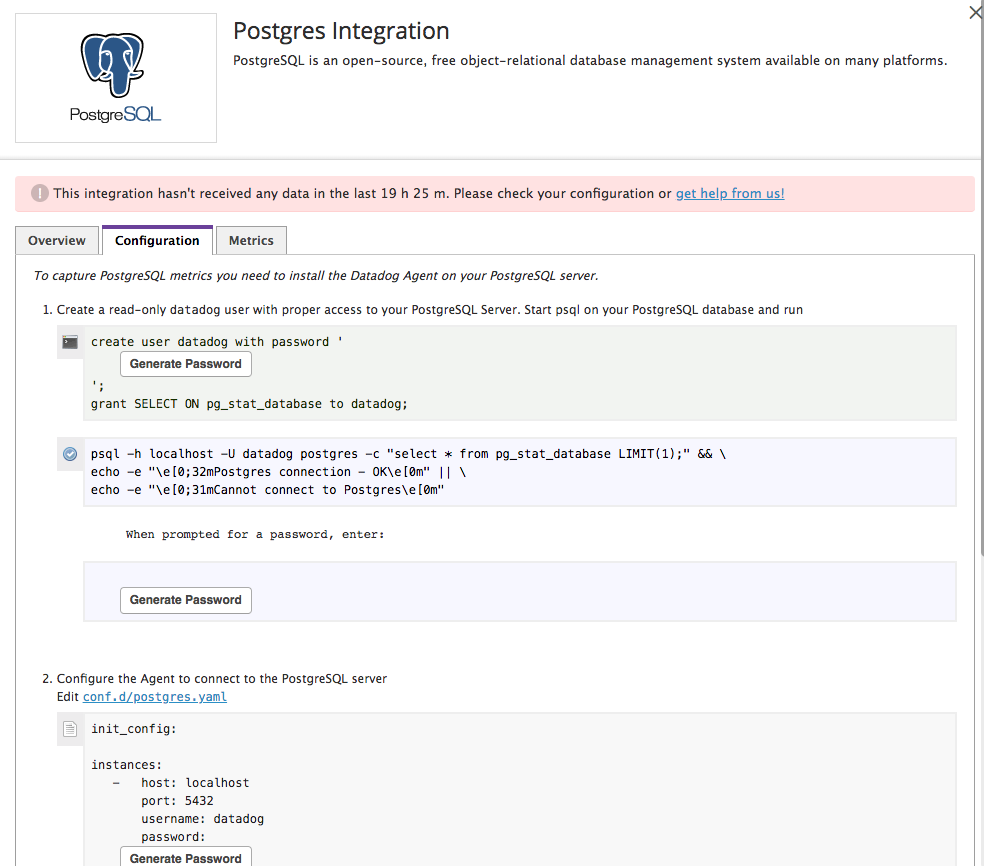 Postgres Integration
PostgreSQL is an open-source, free object-relational database management system available on many platforms.
PostgreSQL
This integration hasn't received any data in the last 19 h 25 m. Please check your configuration or get help from us!
Overview
Configuration
Metrics
To capture PostgreSQL metrics you need to install the Datadog Agent on your PostgreSQL server.
1. Create a read-only datadog user with proper access to your PostgreSQL Server. Start psql on your PostgreSQL database and run
create user datadog with password '
Generate Password
';
grant SELECT ON pg_stat_database to datadog;
psql -h localhost -U datadog postgres -c "select * from pg_stat_database LIMIT(1);" && \
echo -e "\e[0;32mPostgres connection - OK\e[0m" || \
echo -e "\e[0;31mCannot connect to Postgres\e[0m"
When prompted for a password, enter:
Generate Password
2. Configure the Agent to connect to the PostgreSQL server
Edit conf.d/postgres.yaml
init_config:
instances:
- host: localhost
port: 5432
username: datadog
password:
Generate Password